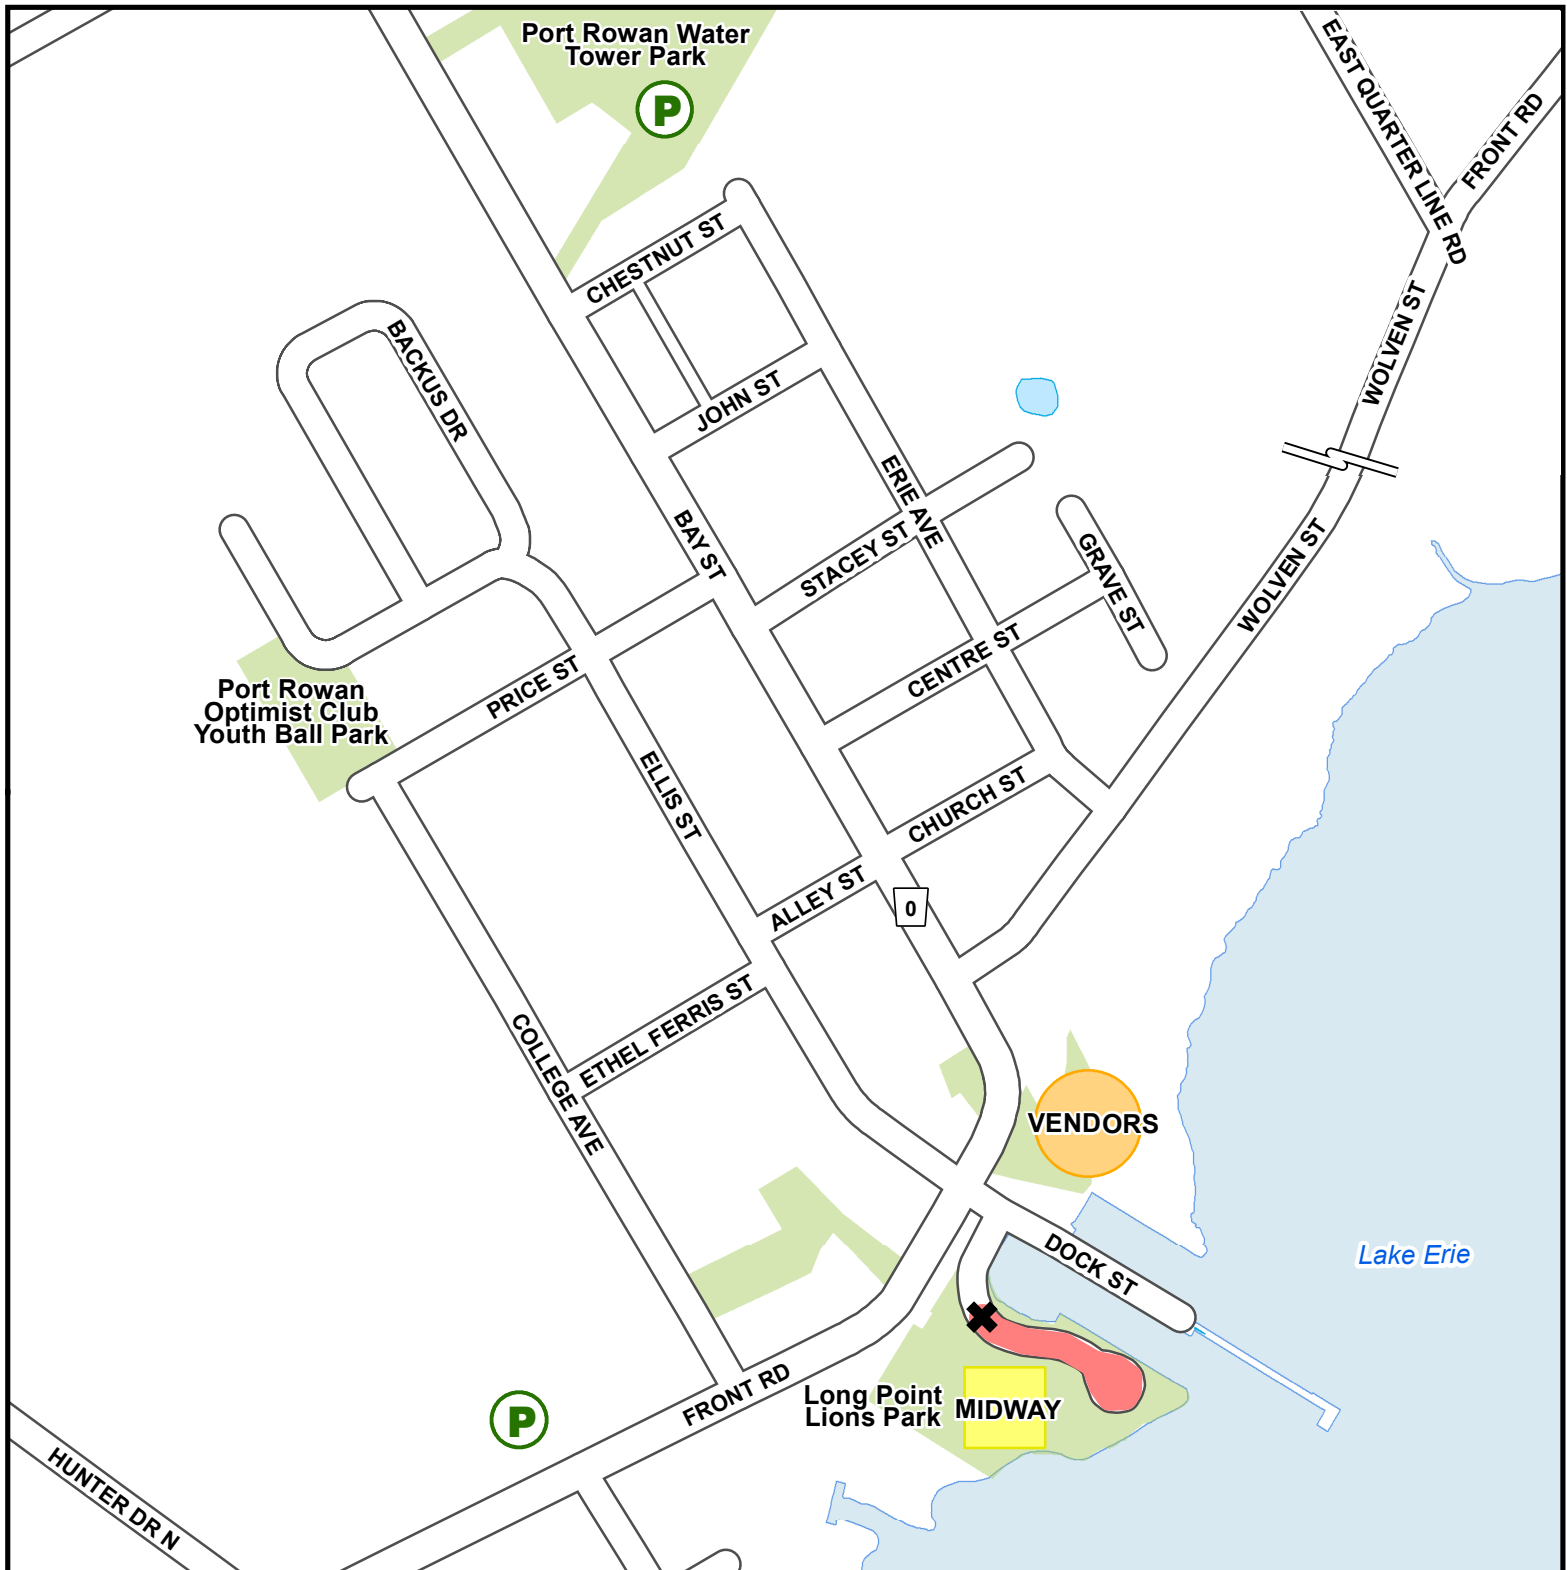 Port Rowan Water
Tower Park
P
EAST QUARTER LINE RD
FRONT RD
CHESTNUT ST
WOLVEN ST
BACKUS DR
JOHN ST
ERIE AVE
BAY ST
STACEY ST
GRAVE ST
WOLVEN ST
CENTRE ST
PRICE ST
Port Rowan
Optimist Club
Youth Ball Park
ELLIS ST
CHURCH ST
ALLEY ST
0
ETHEL FERRIS ST
COLLEGE AVE
VENDORS
DOCK ST
Lake Erie
FRONT RD
Long Point
Lions Park
MIDWAY
P
HUNTER DR N